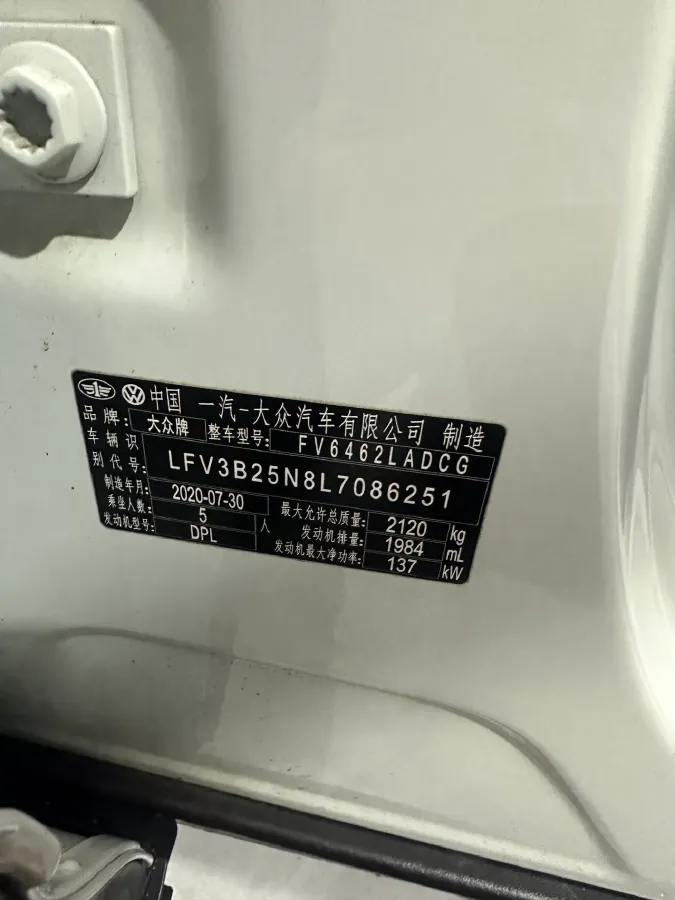 中国 一汽-大众汽车有限公司 制造
品牌: 大众牌 整车型号: FV6462LADCG
车辆识别代号: LFV3B25N8L7086251
制造年月: 2020-07-30 最大允许总质量: 2120 kg
乘坐人数: 5 人 发动机排量: 1984 mL
发动机型号: DPL 发动机最大净功率: 137 kW